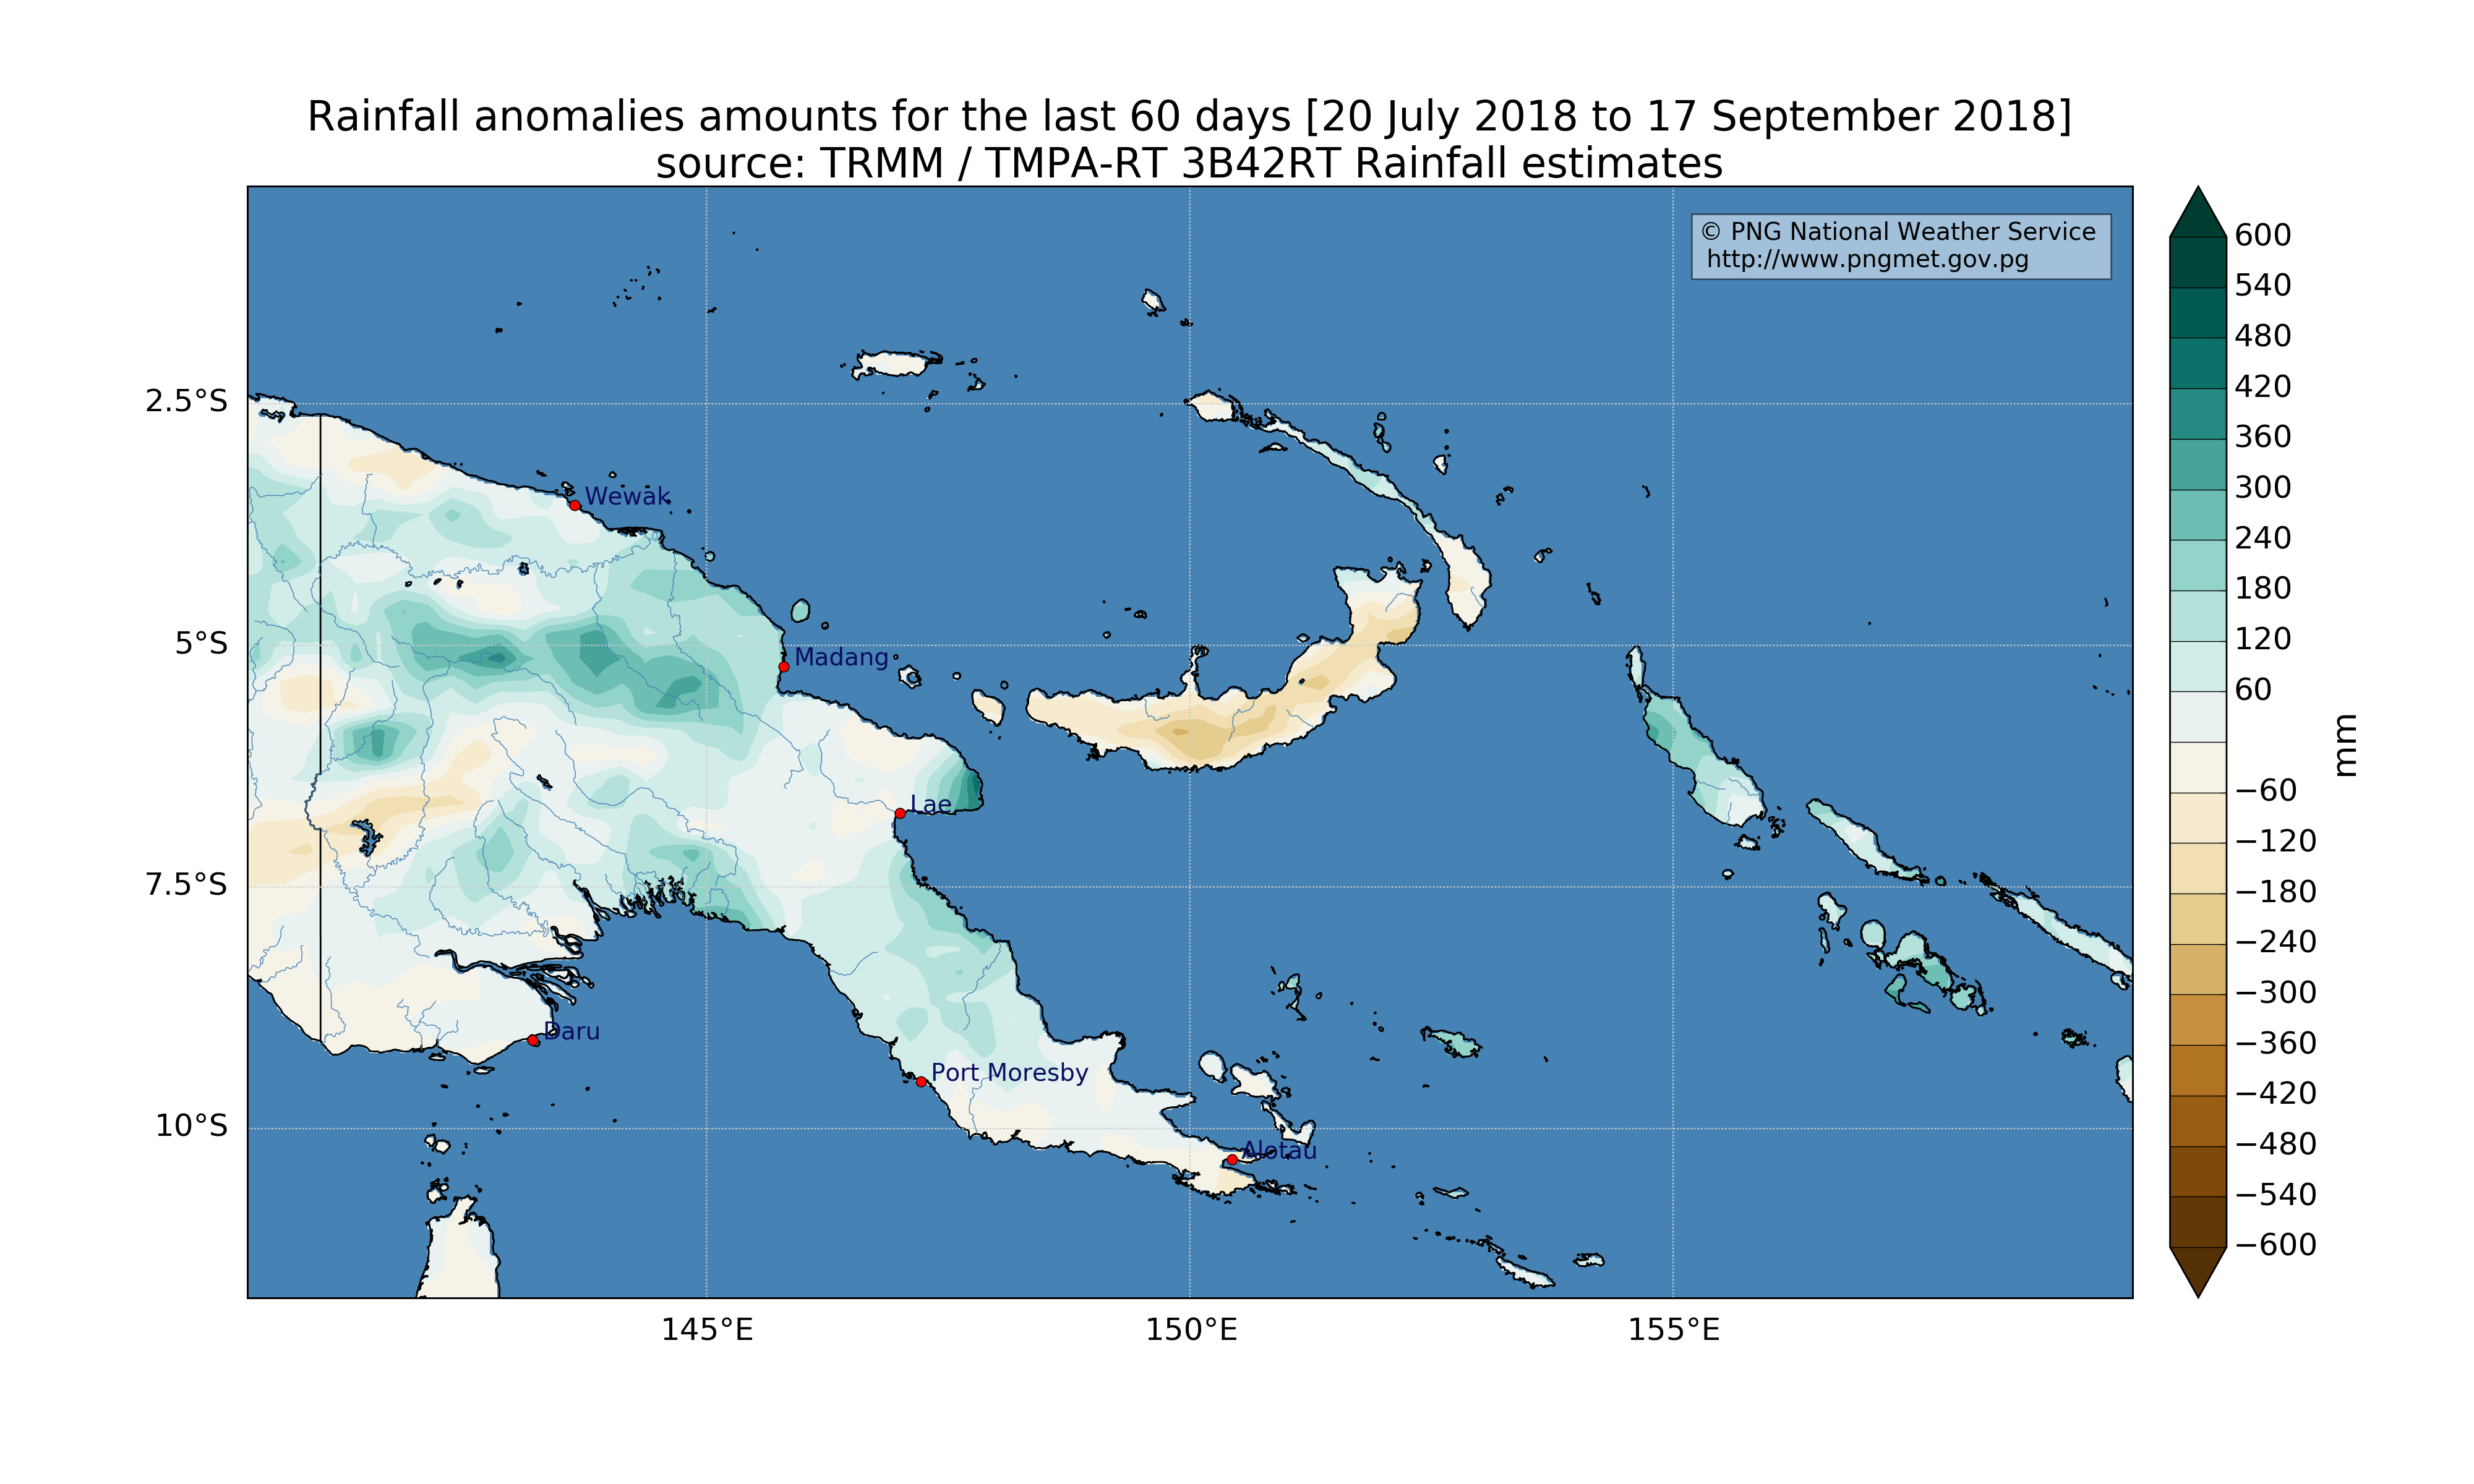 Rainfall anomalies amounts for the last 60 days [20 July 2018 to 17 September 2018]
source: TRMM / TMPA-RT 3B42RT Rainfall estimates
© PNG National Weather Service
http://www.pngmet.gov.pg
2.5°S
5°S
7.5°S
10°S
Wewak
Madang
Lae
Daru
Port Moresby
Alotau
145°E
150°E
155°E
600
540
480
420
360
300
240
180
120
60
−60
−120
−180
−240
−300
−360
−420
−480
−540
−600
mm